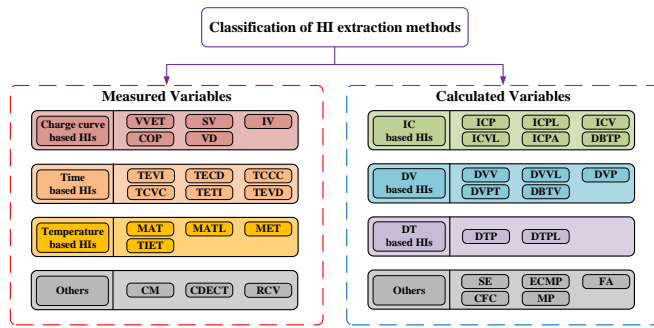 Classification of HI extraction methods
Measured Variables
Charge curve based HIs
VVET SV IV
COP VD
Time based HIs
TEVI TECD TCCC
TCVC TETI TEVD
Temperature based HIs
MAT MATL MET
TIET
Others
CM CDECT RCV
Calculated Variables
IC based HIs
ICP ICPL ICV
ICVL ICPA DBTP
DV based HIs
DVV DVVL DVP
DVPT DBTV
DT based HIs
DTP DTPL
Others
SE ECMP FA
CFC MP